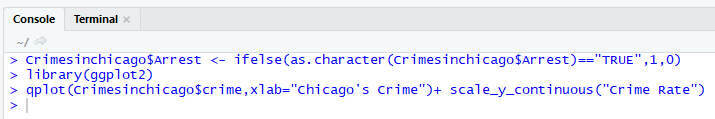 Console Terminal ×
~/
> Crimesinchicago$Arrest <- ifelse(as.character(Crimesinchicago$Arrest)=="TRUE",1,0)
> library(ggplot2)
> qplot(Crimesinchicago$crime,xlab="Chicago's Crime")+ scale_y_continuous("Crime Rate")
>